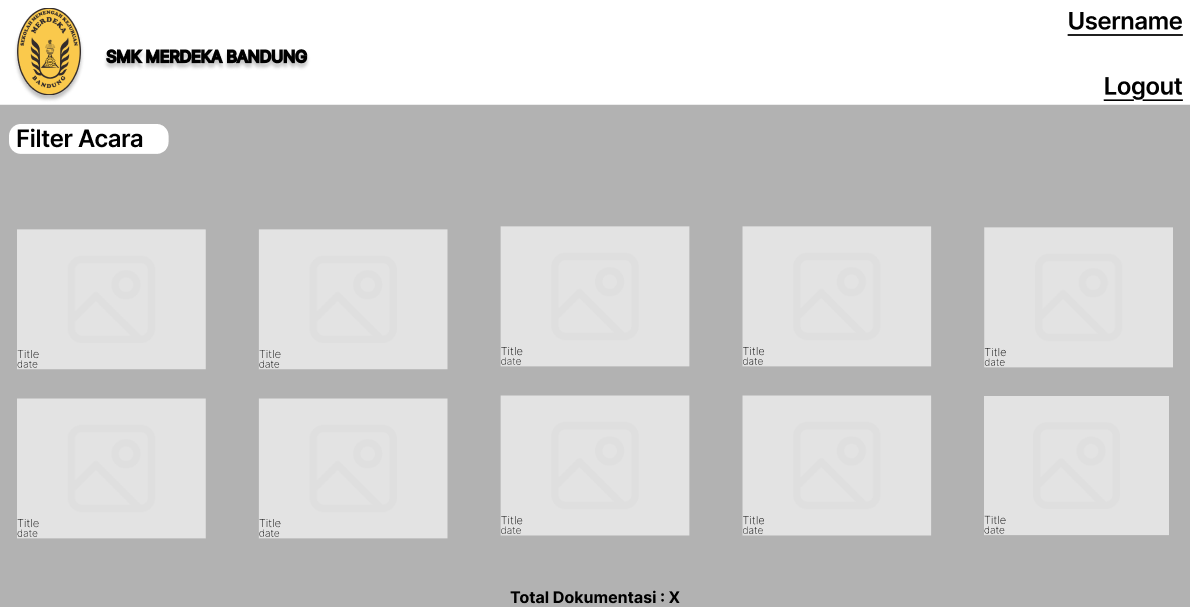 SEKOLAH MENENGAH KEJURUAN
MERDEKA
BANDUNG
SMK MERDEKA BANDUNG
Username
Logout
Filter Acara
Title
date
Title
date
Title
date
Title
date
Title
date
Title
date
Title
date
Title
date
Title
date
Title
date
Total Dokumentasi : X